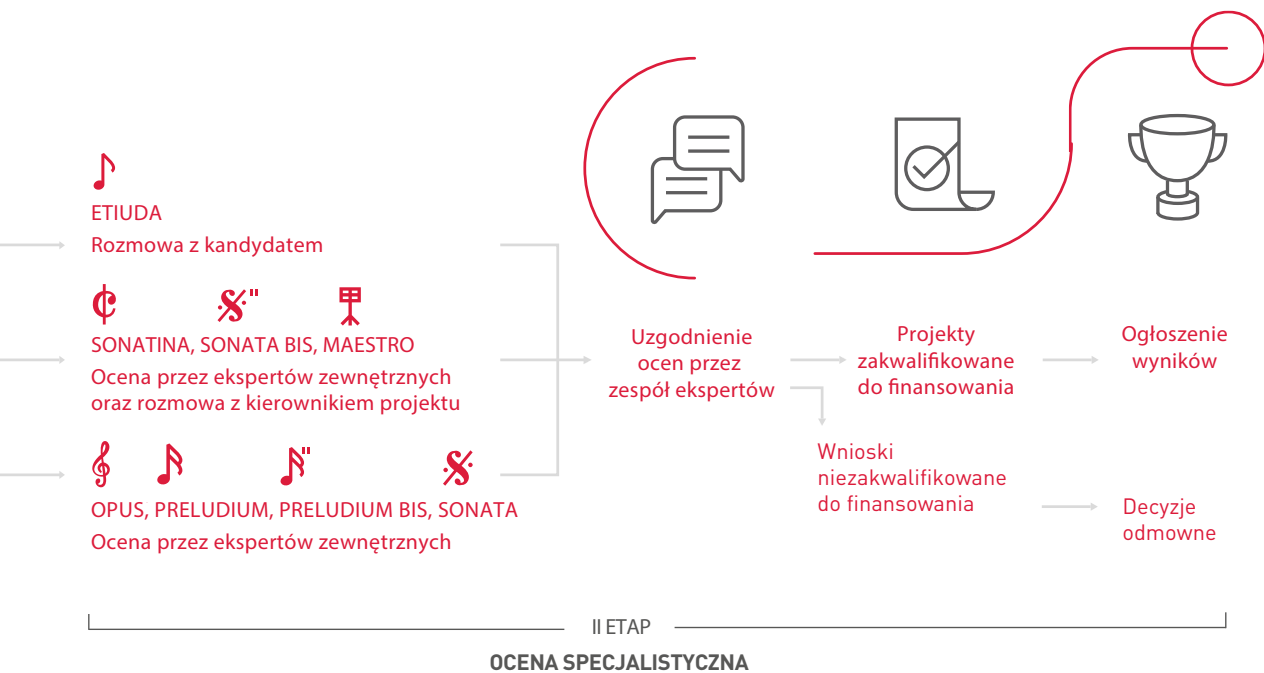 ETIUDA
Rozmowa z kandydatem
SONATINA, SONATA BIS, MAESTRO
Ocena przez ekspertów zewnętrznych
oraz rozmowa z kierownikiem projektu
OPUS, PRELUDIUM, PRELUDIUM BIS, SONATA
Ocena przez ekspertów zewnętrznych
Uzgodnienie
ocen przez
zespół ekspertów
Projekty
zakwalifikowane
do finansowania
Ogłoszenie
wyników
Wnioski
niezakwalifikowane
do finansowania
Decyzje
odmowne
II ETAP
OCENA SPECJALISTYCZNA